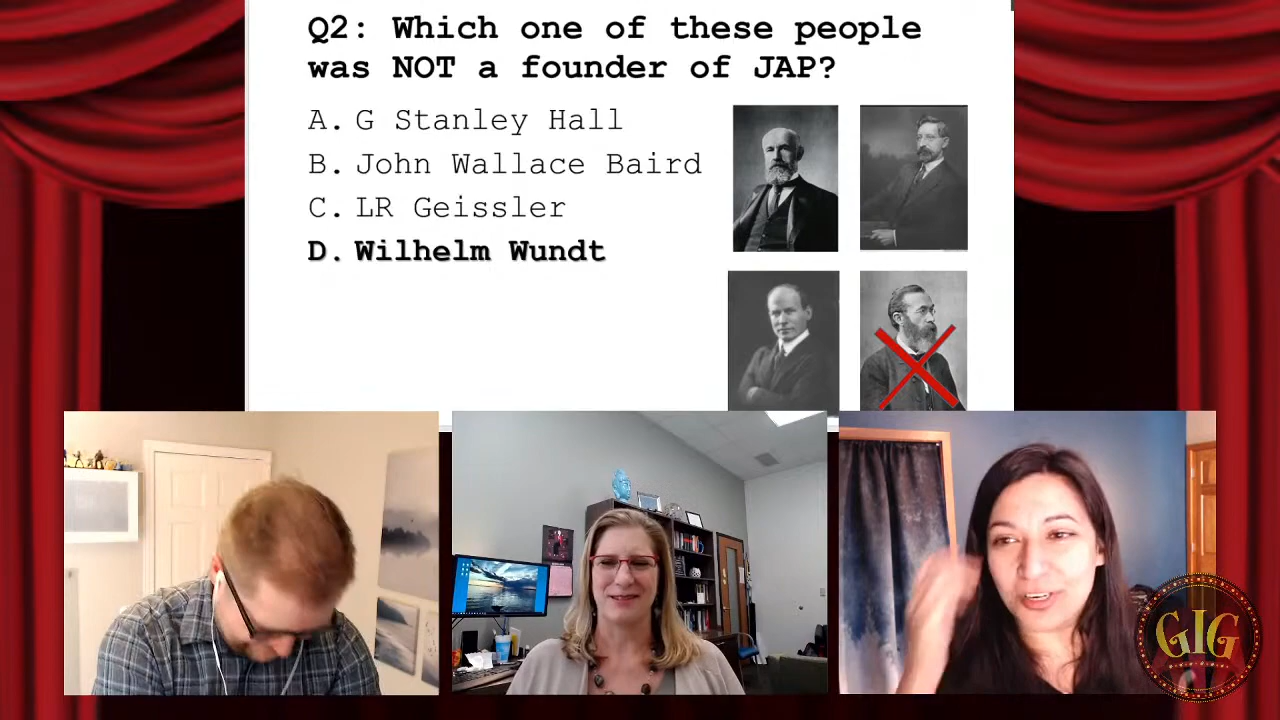 Q2: Which one of these people
was NOT a founder of JAP?
A. G Stanley Hall
B. John Wallace Baird
C. LR Geissler
D. Wilhelm Wundt
GIG